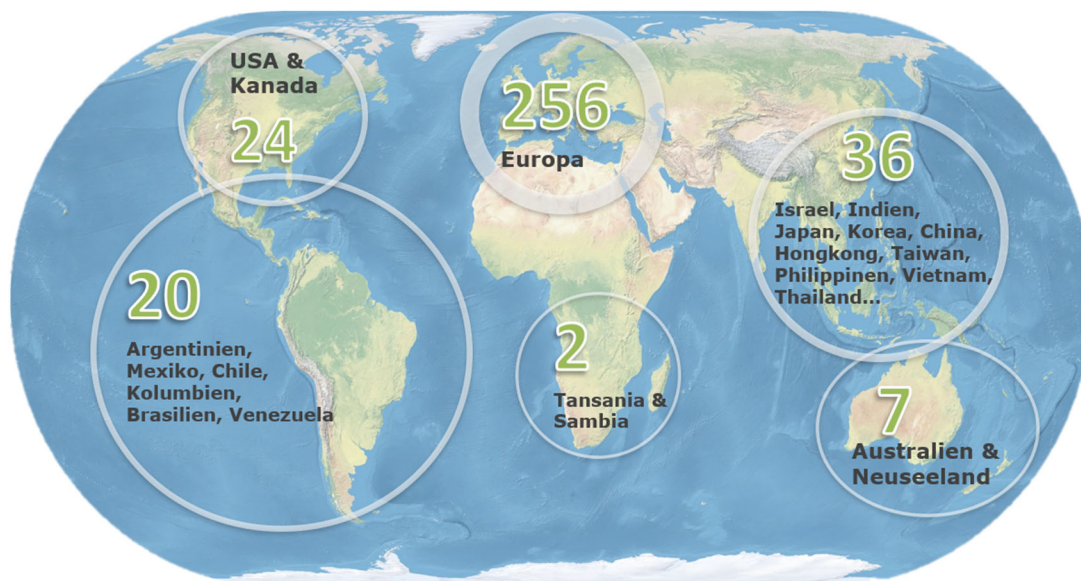 USA &
Kanada
24
256
Europa
36
Israel, Indien,
Japan, Korea, China,
Hongkong, Taiwan,
Philippinen, Vietnam,
Thailand...
20
Argentinien,
Mexiko, Chile,
Kolumbien,
Brasilien, Venezuela
2
Tansania &
Sambia
7
Australien &
Neuseeland